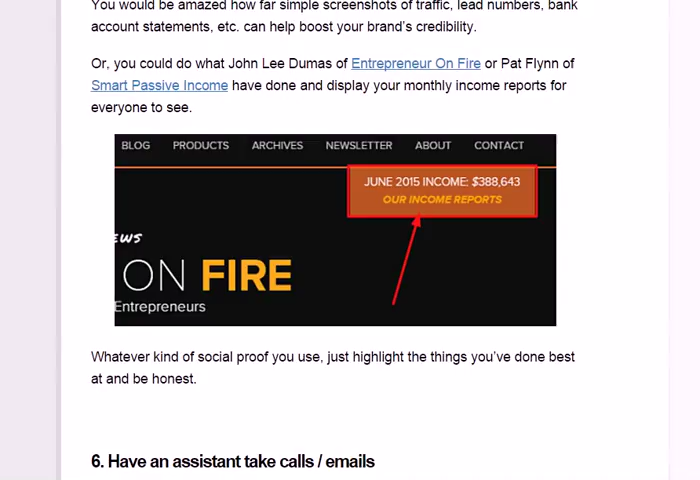 You would be amazed how far simple screenshots of traffic, lead numbers, bank
account statements, etc. can help boost your brand's credibility.
Or, you could do what John Lee Dumas of Entrepreneur On Fire or Pat Flynn of
Smart Passive Income have done and display your monthly income reports for
everyone to see.
BLOG PRODUCTS ARCHIVES NEWSLETTER ABOUT CONTACT
JUNE 2015 INCOME: $388,643
OUR INCOME REPORTS
EWS
ON FIRE
Entrepreneurs
Whatever kind of social proof you use, just highlight the things you've done best
at and be honest.
6. Have an assistant take calls / emails